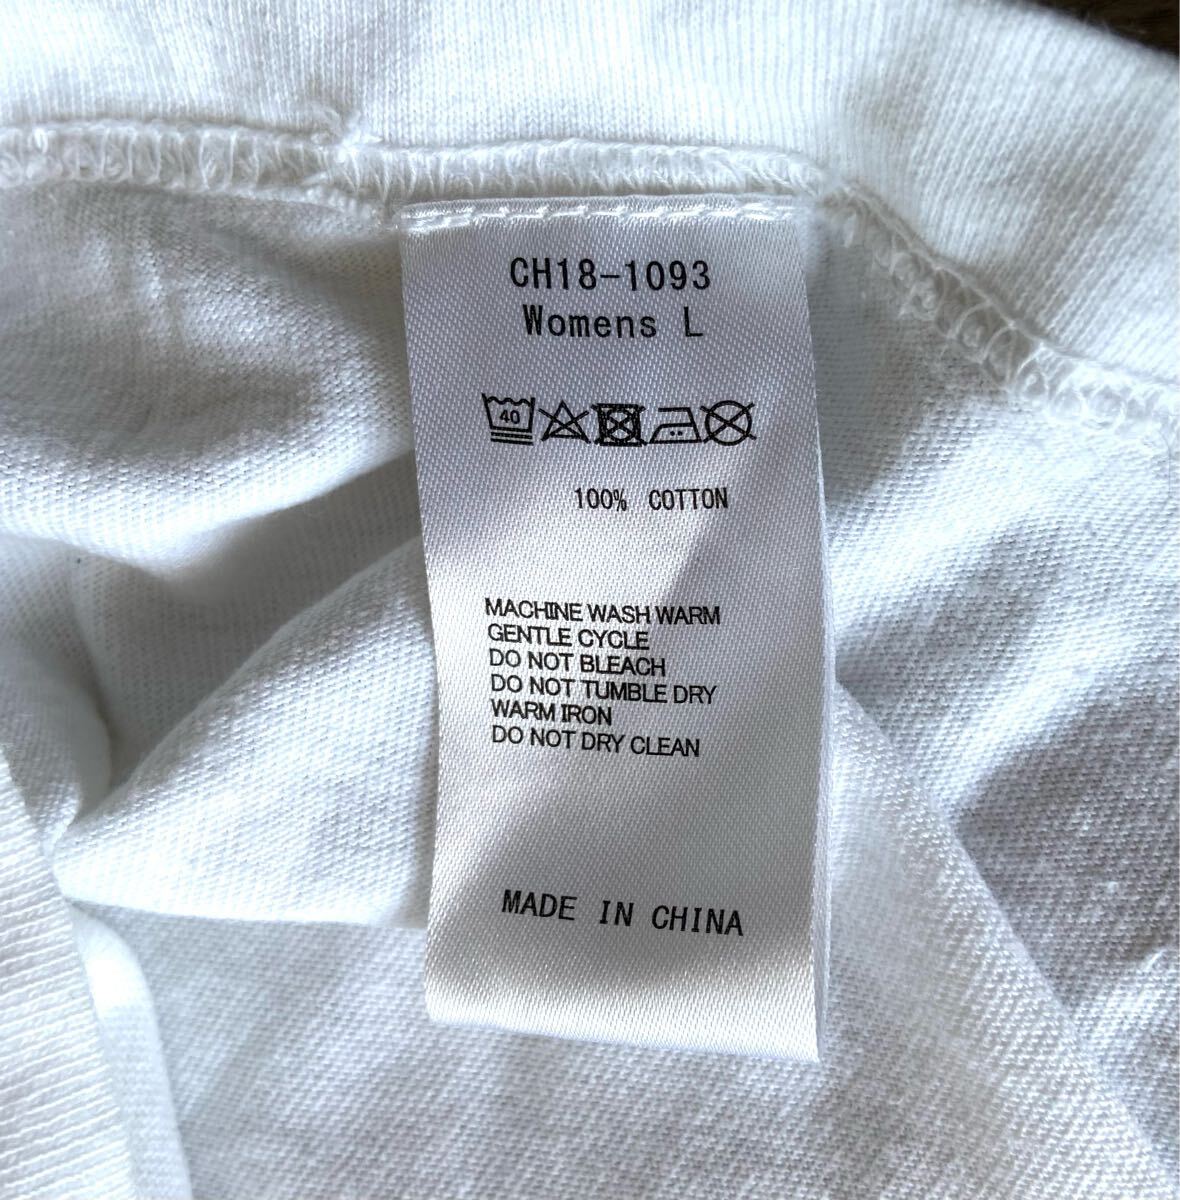 CH18-1093
Womens L
40
100% COTTON
MACHINE WASH WARM
GENTLE CYCLE
DO NOT BLEACH
DO NOT TUMBLE DRY
WARM IRON
DO NOT DRY CLEAN
MADE IN CHINA